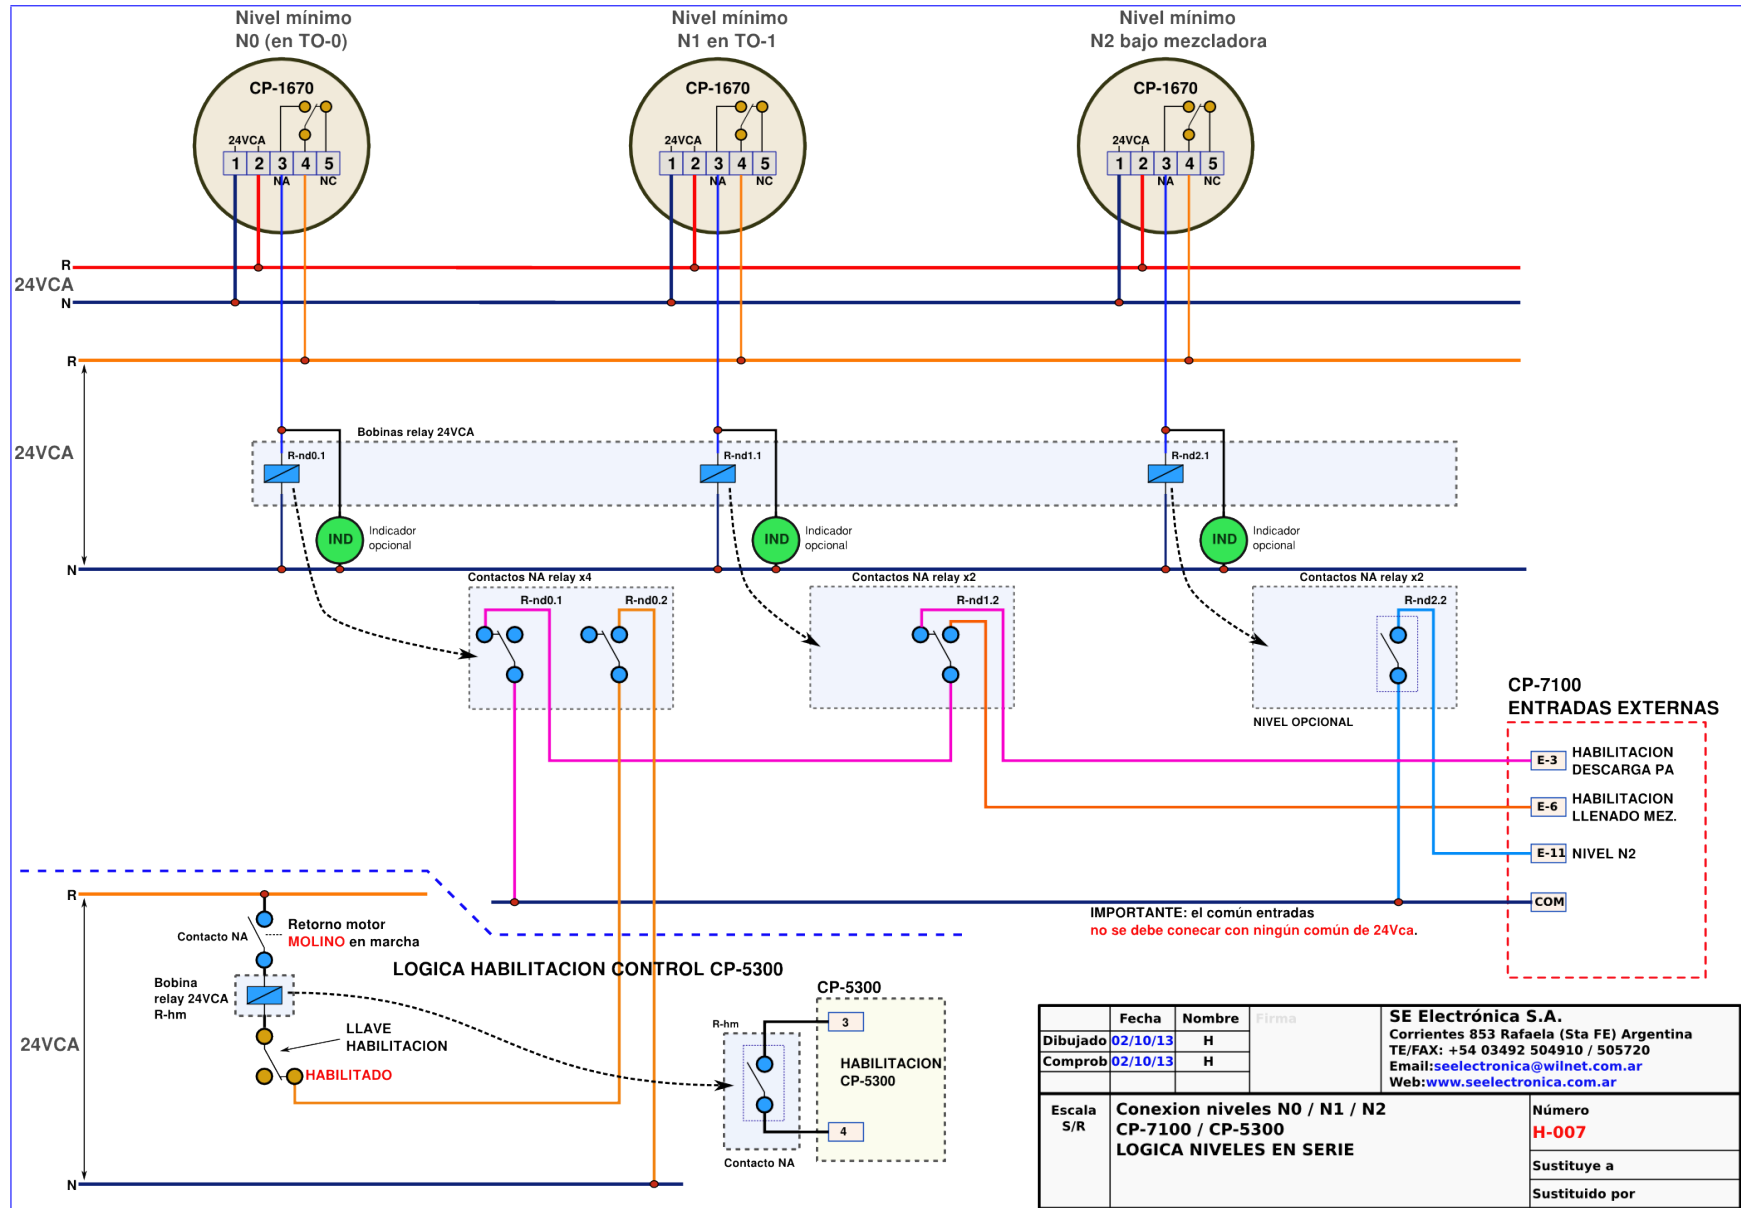 Nivel mínimo
N0 (en TO-0)
Nivel mínimo
N1 en TO-1
Nivel mínimo
N2 bajo mezcladora
CP-1670
24VCA
1 2 3 4 5
NA NC
CP-1670
24VCA
1 2 3 4 5
NA NC
CP-1670
24VCA
1 2 3 4 5
NA NC
R
24VCA
N
R
24VCA
N
Bobinas relay 24VCA
R-nd0.1
R-nd1.1
R-nd2.1
IND
Indicador
opcional
IND
Indicador
opcional
IND
Indicador
opcional
Contactos NA relay x4
R-nd0.1
R-nd0.2
Contactos NA relay x2
R-nd1.2
Contactos NA relay x2
R-nd2.2
NIVEL OPCIONAL
CP-7100
ENTRADAS EXTERNAS
E-3 HABILITACION
DESCARGA PA
E-6 HABILITACION
LLENADO MEZ.
E-11 NIVEL N2
COM
IMPORTANTE: el común entradas
no se debe conecar con ningún común de 24Vca.
R
24VCA
N
Contacto NA
Retorno motor
MOLINO en marcha
LOGICA HABILITACION CONTROL CP-5300
Bobina
relay 24VCA
R-hm
LLAVE
HABILITACION
HABILITADO
R-hm
Contacto NA
CP-5300
3
HABILITACION
CP-5300
4
Fecha Nombre Firma
Dibujado 02/10/13 H
Comprob 02/10/13 H
SE Electrónica S.A.
Corrientes 853 Rafaela (Sta FE) Argentina
TE/FAX: +54 03492 504910 / 505720
Email:seelectronica@wilnet.com.ar
Web:www.seelectronica.com.ar
Escala
S/R
Conexion niveles N0 / N1 / N2
CP-7100 / CP-5300
LOGICA NIVELES EN SERIE
Número
H-007
Sustituye a
Sustituido por